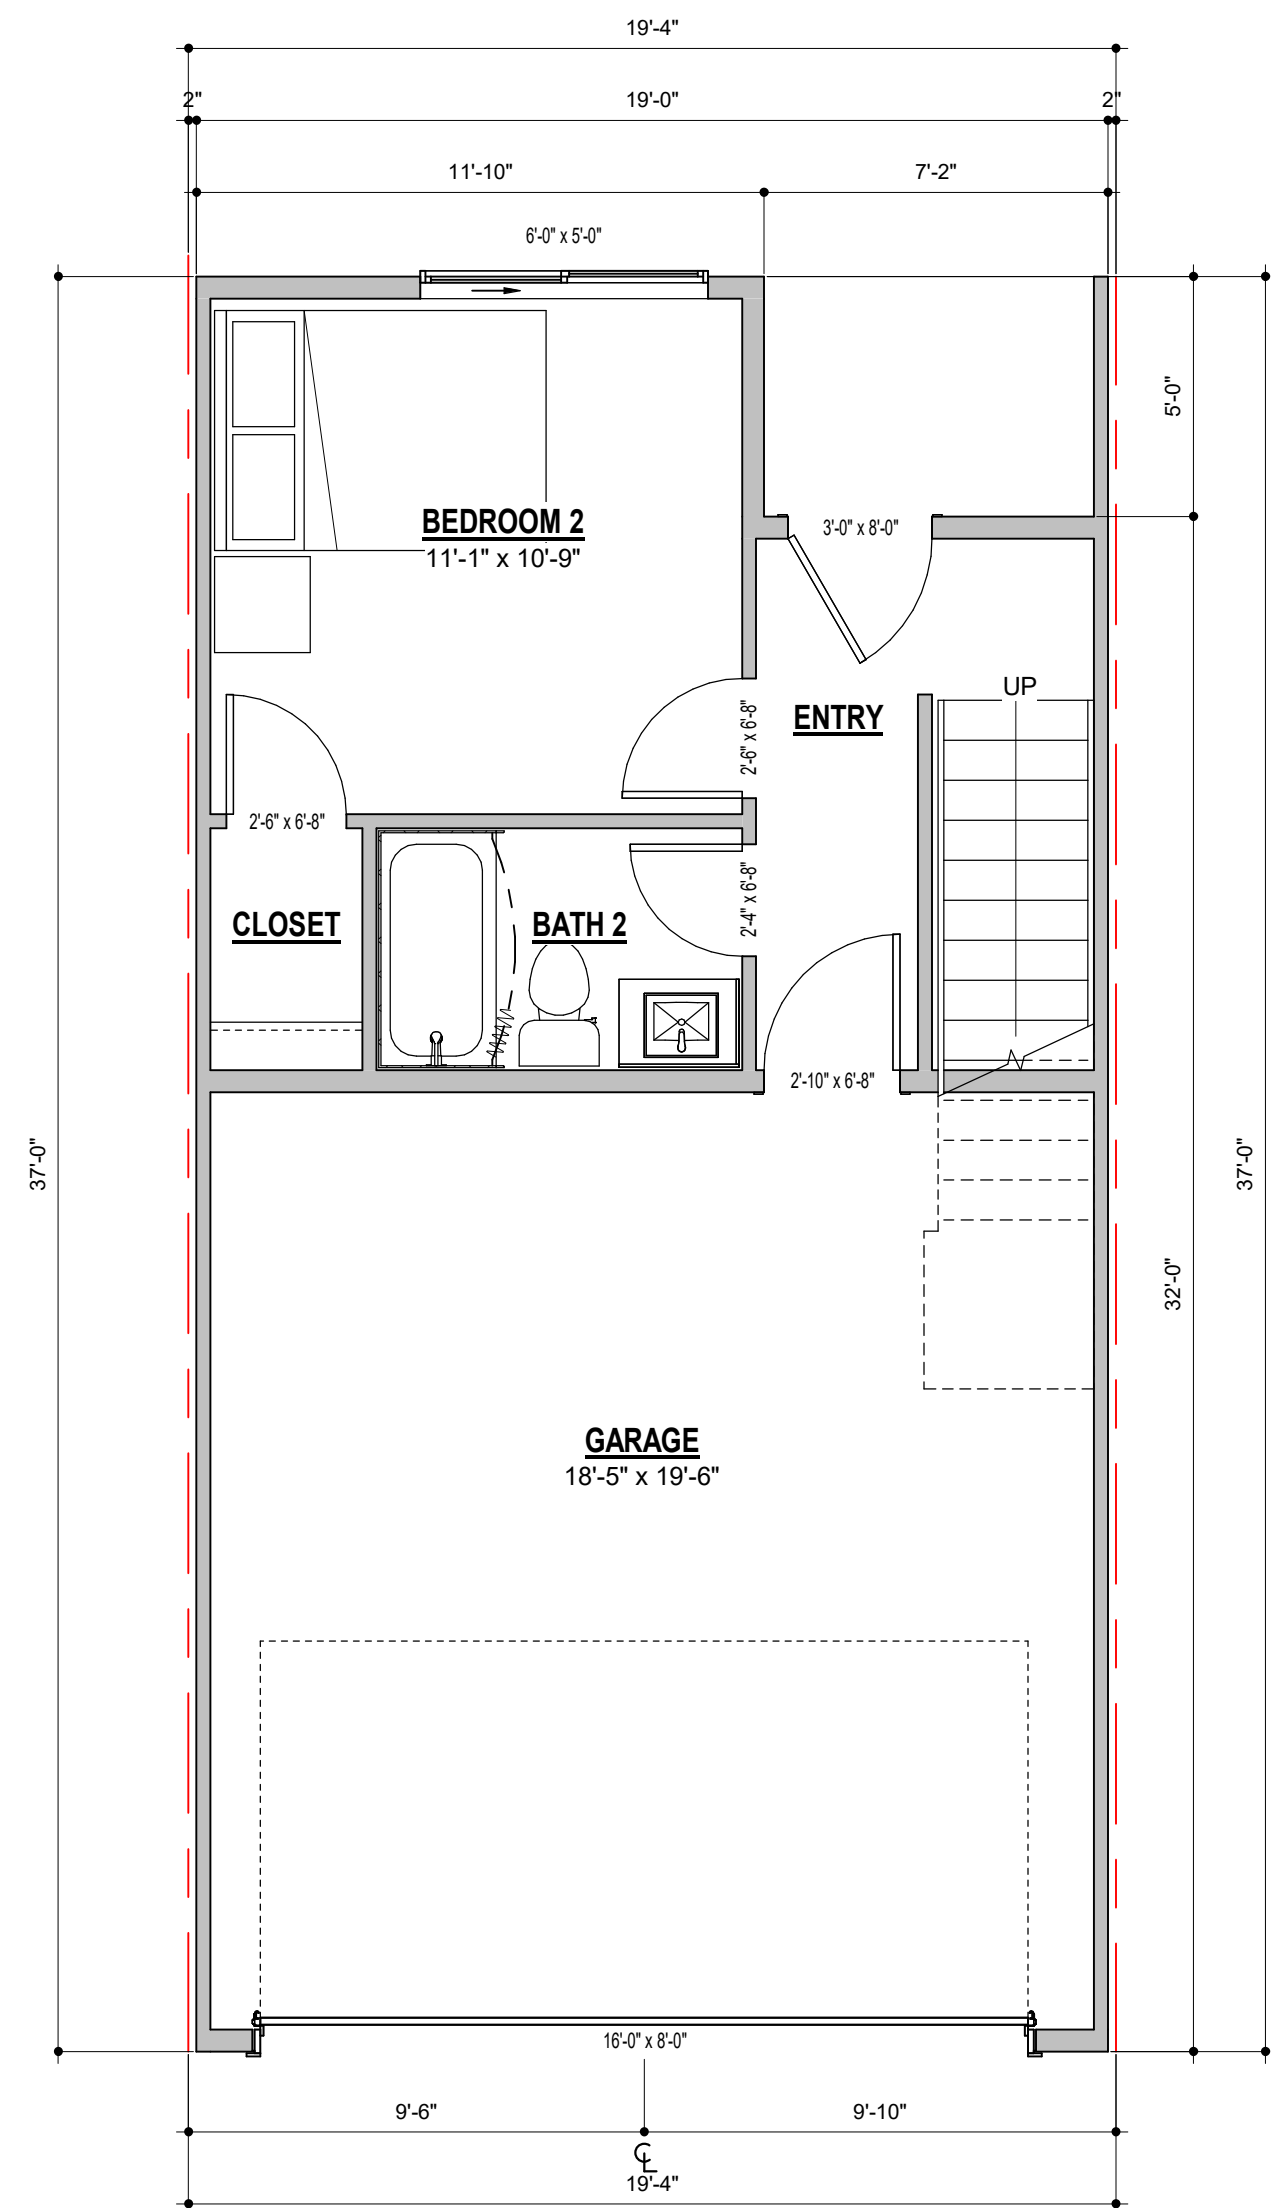 19'-4"
2" 19'-0" 2"
11'-10" 7'-2"
6'-0" x 5'-0"
5'-0"
BEDROOM 2
11'-1" x 10'-9"
3'-0" x 8'-0"
UP
ENTRY
2'-6" x 6'-8"
2'-6" x 6'-8"
2'-4" x 6'-8"
CLOSET
BATH 2
2'-10" x 6'-8"
37'-0"
37'-0"
32'-0"
GARAGE
18'-5" x 19'-6"
16'-0" x 8'-0"
9'-6" 9'-10"
CL
19'-4"